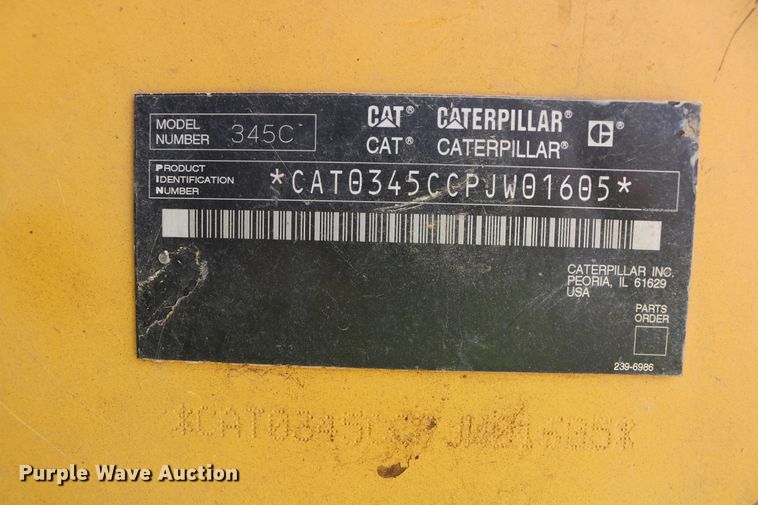 CAT® CATERPILLAR®
CAT® CATERPILLAR®
MODEL NUMBER 345C
PRODUCT IDENTIFICATION NUMBER *CAT0345CCPJW01605*
CATERPILLAR INC.
PEORIA, IL 61629
USA
PARTS ORDER
239-6986
*CAT0345CCPJW01605*
Purple Wave Auction